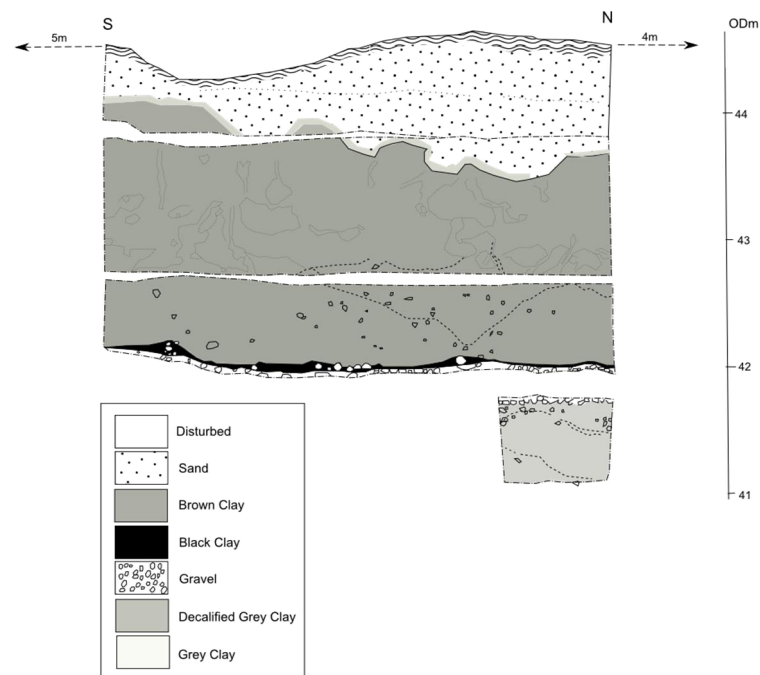 S
N
ODm
5m
4m
44
43
42
41
Disturbed
Sand
Brown Clay
Black Clay
Gravel
Decalified Grey Clay
Grey Clay